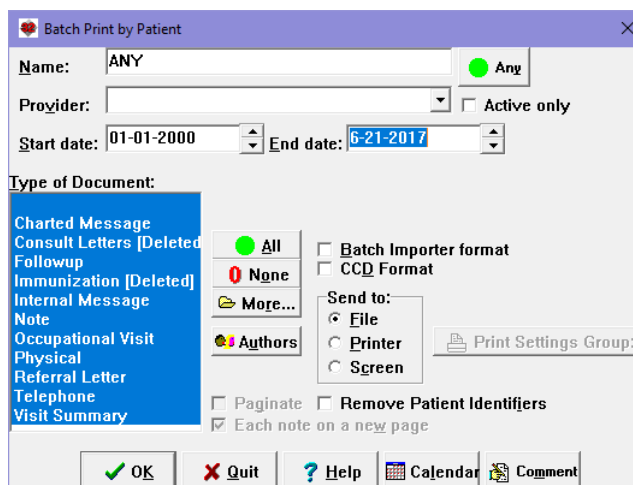 Batch Print by Patient
Name: ANY Any
Provider: Active only
Start date: 01-01-2000 End date: 6-21-2017
Type of Document:
Charted Message
Consult Letters [Deleted
Followup
Immunization [Deleted]
Internal Message
Note
Occupational Visit
Physical
Referral Letter
Telephone
Visit Summary
All
None
More...
Authors
Batch Importer format
CCD Format
Send to:
File
Printer
Screen
Print Settings Group:
Paginate Remove Patient Identifiers
Each note on a new page
OK Quit Help Calendar Comment